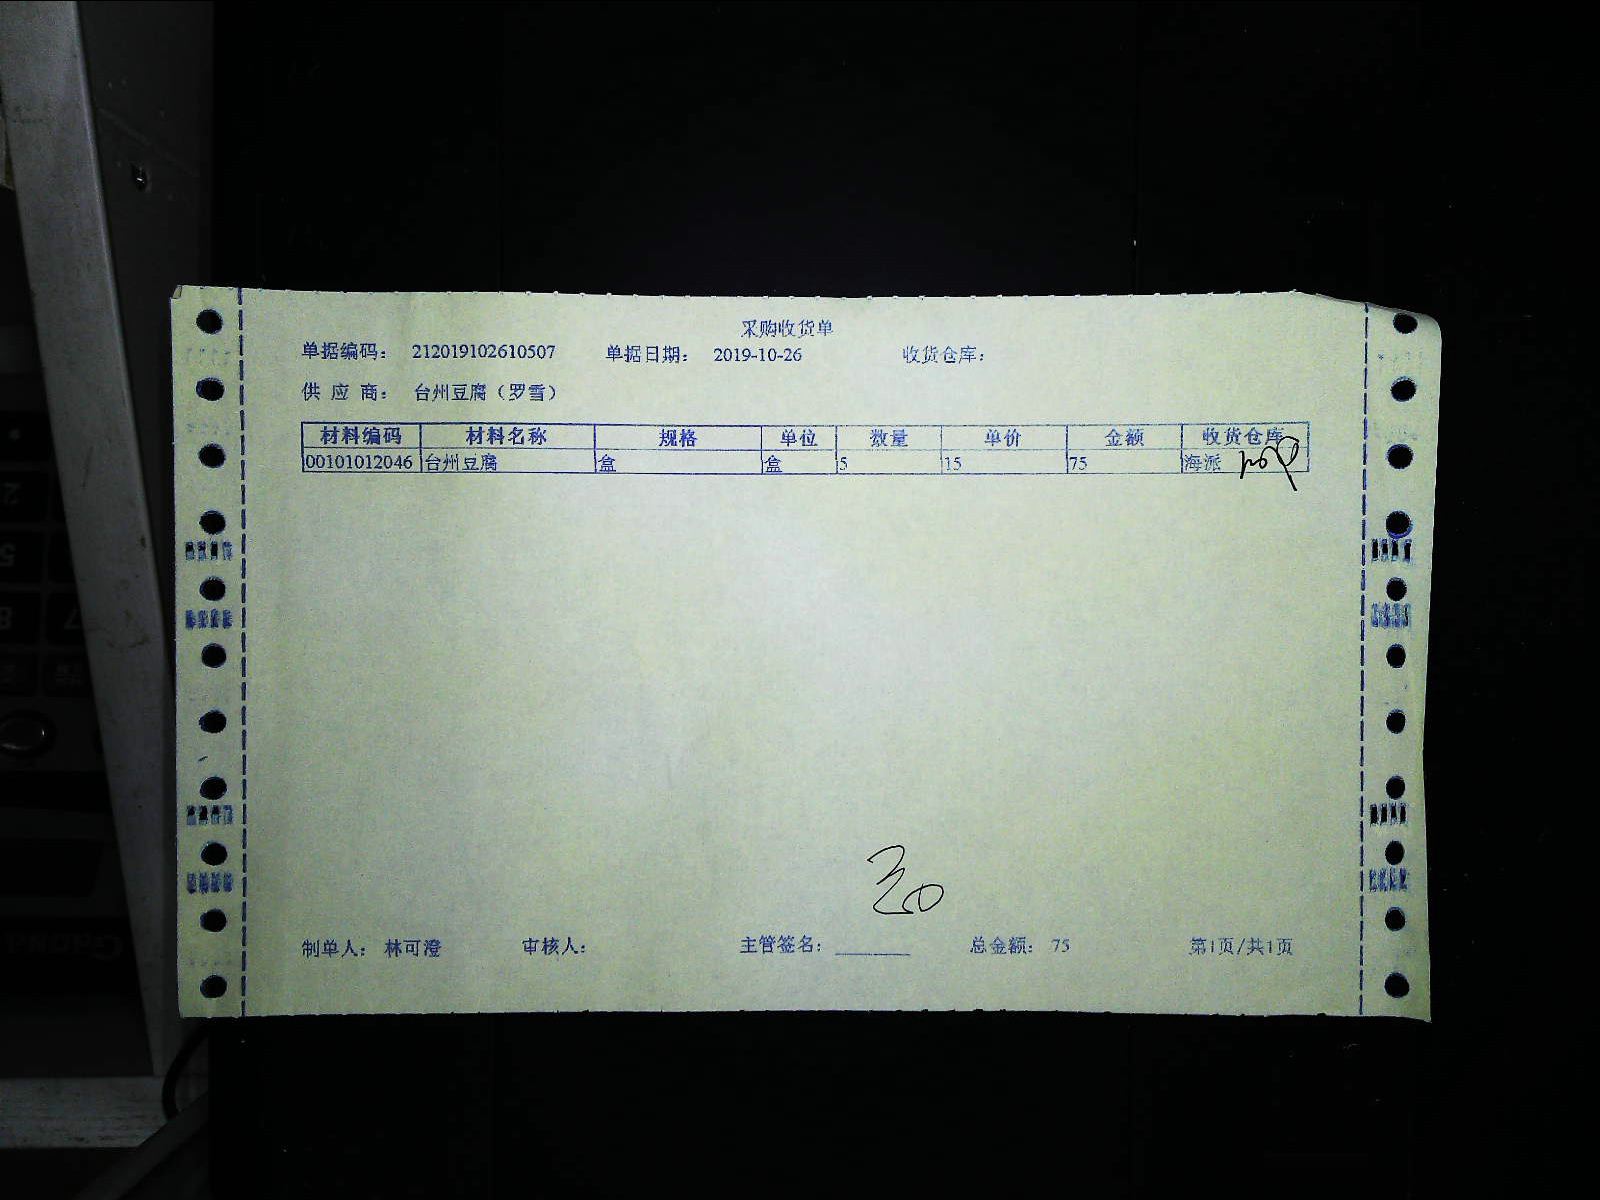 采购收货单
单据编码： 212019102610507 单据日期： 2019-10-26 收货仓库：
供 应 商： 台州豆腐（罗雪）
材料编码 材料名称 规格 单位 数量 单价 金额 收货仓库
00101012046 台州豆腐 盒 盒 5 15 75 海派
制单人： 林可澄 审核人： 主管签名：_______ 总金额： 75 第1页/共1页